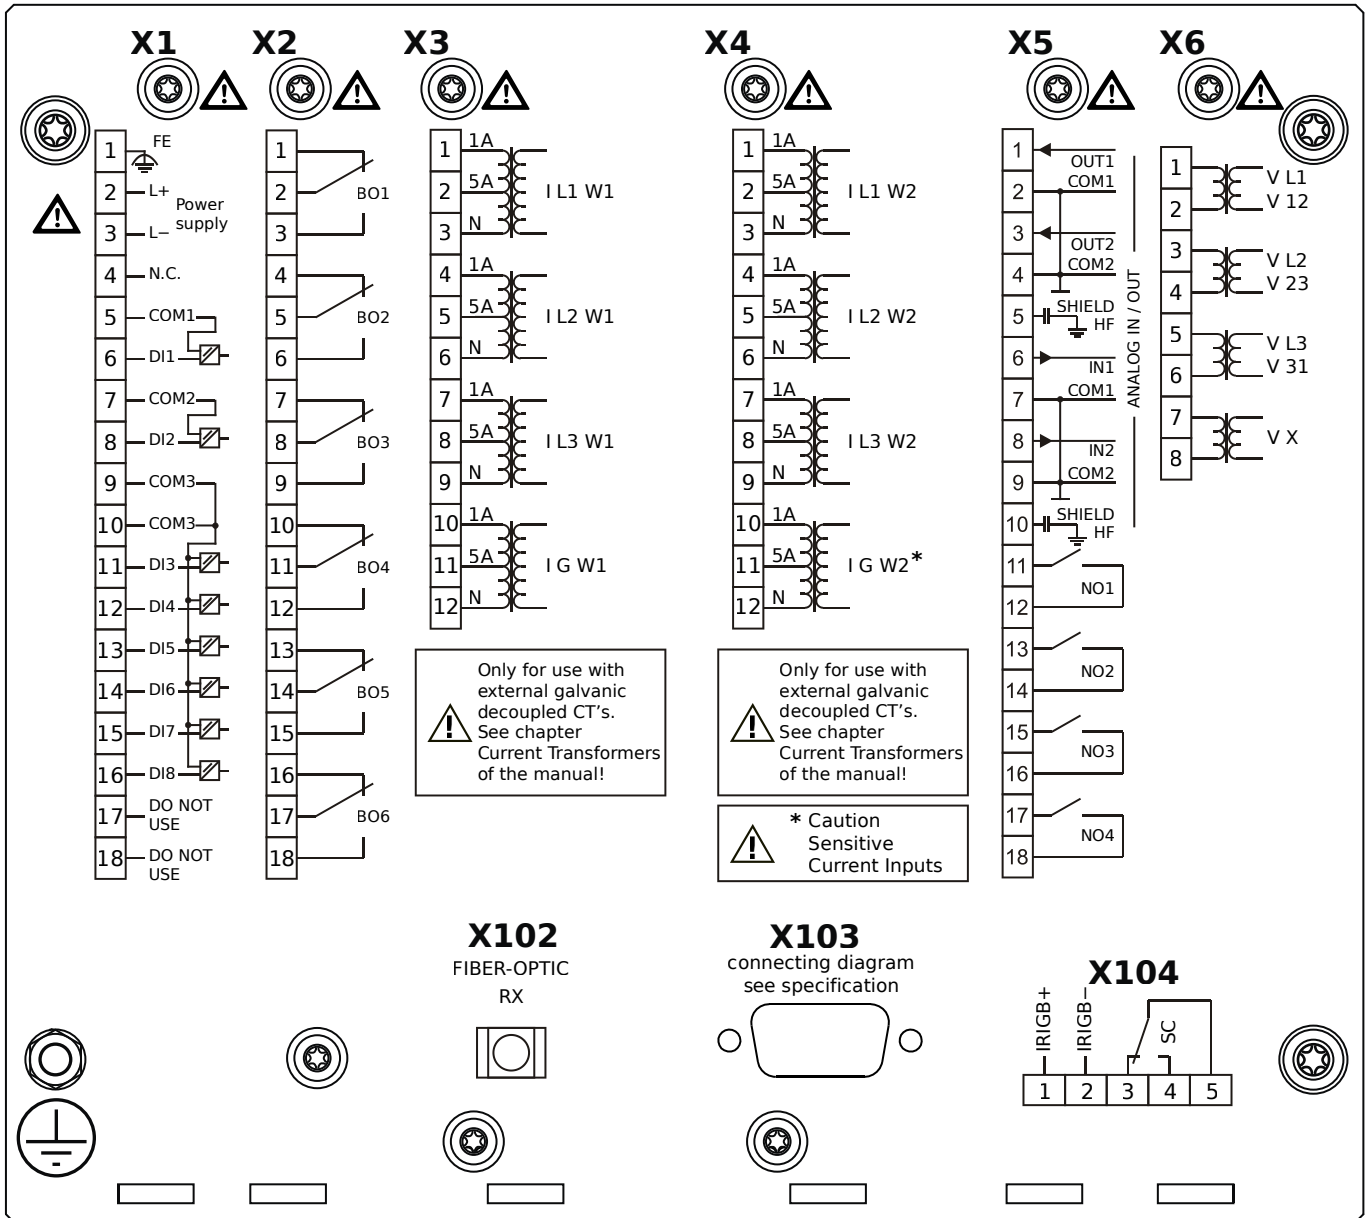 X1
X2
X3
X4
X5
X6
1
FE
2
L+
Power
supply
3
L−
4
N.C.
5
COM1
6
DI1
7
COM2
8
DI2
9
COM3
10
COM3
11
DI3
12
DI4
13
DI5
14
DI6
15
DI7
16
DI8
17
DO NOT
USE
18
DO NOT
USE
1
2
BO1
3
4
5
BO2
6
7
8
BO3
9
10
11
BO4
12
13
14
BO5
15
16
17
BO6
18
1
1A
2
5A
I L1 W1
3
N
4
1A
5
5A
I L2 W1
6
N
7
1A
8
5A
I L3 W1
9
N
10
1A
11
5A
I G W1
12
N
Only for use with
external galvanic
decoupled CT's.
See chapter
Current Transformers
of the manual!
1
1A
2
5A
I L1 W2
3
N
4
1A
5
5A
I L2 W2
6
N
7
1A
8
5A
I L3 W2
9
N
10
1A
11
5A
I G W2*
12
N
Only for use with
external galvanic
decoupled CT's.
See chapter
Current Transformers
of the manual!
* Caution
Sensitive
Current Inputs
1
OUT1
2
COM1
3
OUT2
4
COM2
5
SHIELD
HF
6
IN1
7
COM1
8
IN2
9
COM2
10
SHIELD
HF
ANALOG IN / OUT
11
NO1
12
13
NO2
14
15
NO3
16
17
NO4
18
1
V L1
2
V 12
3
V L2
4
V 23
5
V L3
6
V 31
7
V X
8
X102
FIBER-OPTIC
RX
X103
connecting diagram
see specification
X104
IRIGB+
IRIGB−
SC
1 2 3 4 5